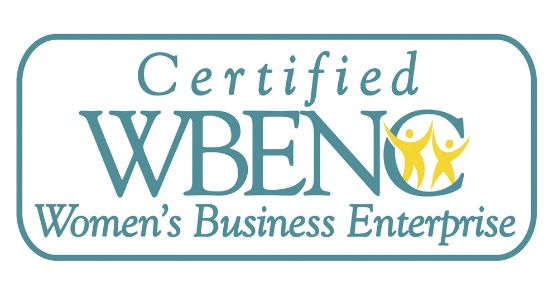 Certified
WBENC
Women's Business Enterprise